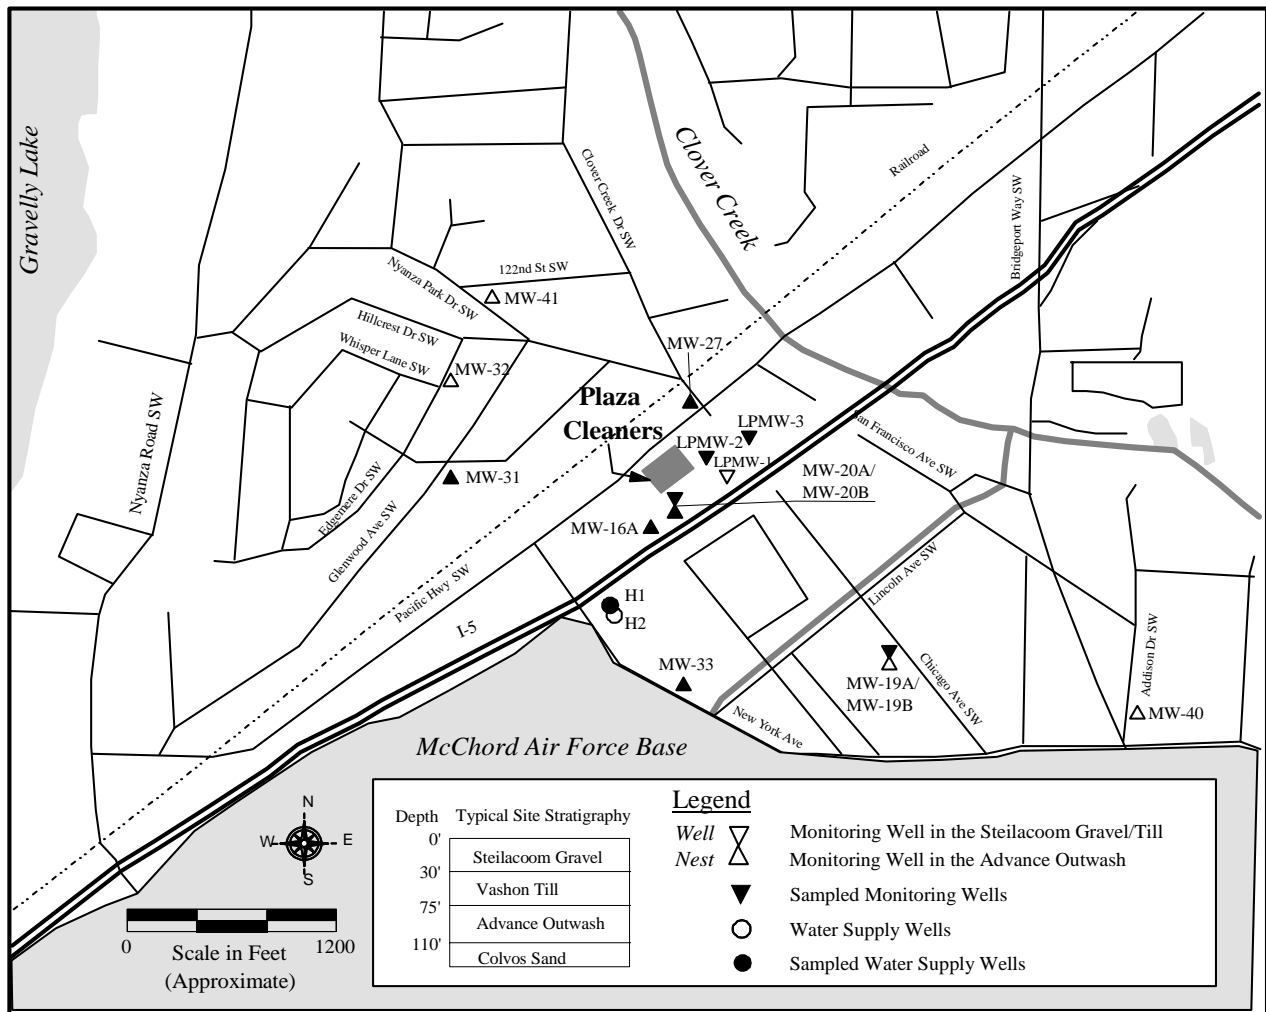 Gravelly Lake
Clover Creek
Railroad
Clover Creek Dr SW
Bridgeport Way SW
122nd St SW
Nyanza Park Dr SW
MW-41
Hillcrest Dr SW
Whisper Lane SW
MW-27
MW-32
Nyanza Road SW
Plaza
Cleaners
LPMW-3
LPMW-2
LPMW-1
San Francisco Ave SW
MW-31
MW-20A/
MW-20B
Edgemere Dr SW
Glenwood Ave SW
MW-16A
Pacific Hwy SW
I-5
Lincoln Ave SW
H1
H2
MW-33
MW-19A/
MW-19B
Chicago Ave SW
Addison Dr SW
MW-40
New York Ave
McChord Air Force Base
N
W
E
S
0
1200
Scale in Feet
(Approximate)
Depth
Typical Site Stratigraphy
0'
Steilacoom Gravel
30'
Vashon Till
75'
Advance Outwash
110'
Colvos Sand
Legend
Well
Nest
Monitoring Well in the Steilacoom Gravel/Till
Monitoring Well in the Advance Outwash
Sampled Monitoring Wells
Water Supply Wells
Sampled Water Supply Wells